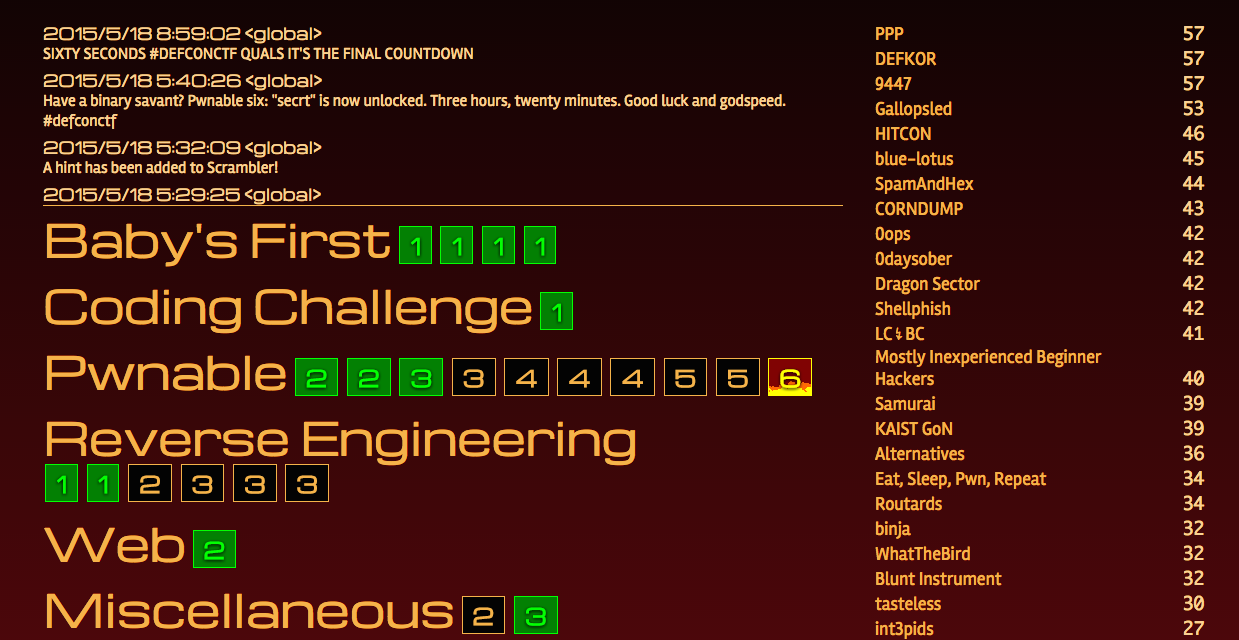 2015/5/18 8:59:02 <global>
SIXTY SECONDS #DEFCONCTF QUALS IT'S THE FINAL COUNTDOWN
2015/5/18 5:40:26 <global>
Have a binary savant? Pwnable six: "secrt" is now unlocked. Three hours, twenty minutes. Good luck and godspeed.
#defconctf
2015/5/18 5:32:09 <global>
A hint has been added to Scrambler!
2015/5/18 5:29:25 <global>
Baby's First 1 1 1 1
Coding Challenge 1
Pwnable 2 2 3 3 4 4 4 5 5 6
Reverse Engineering
1 1 2 3 3 3
Web 2
Miscellaneous 2 3
PPP 57
DEFKOR 57
9447 57
Gallopsled 53
HITCON 46
blue-lotus 45
SpamAndHex 44
CORNDUMP 43
0ops 42
0daysober 42
Dragon Sector 42
Shellphish 42
LC↯BC 41
Mostly Inexperienced Beginner
Hackers 40
Samurai 39
KAIST GoN 39
Alternatives 36
Eat, Sleep, Pwn, Repeat 34
Routards 34
binja 32
WhatTheBird 32
Blunt Instrument 32
tasteless 30
int3pids 27